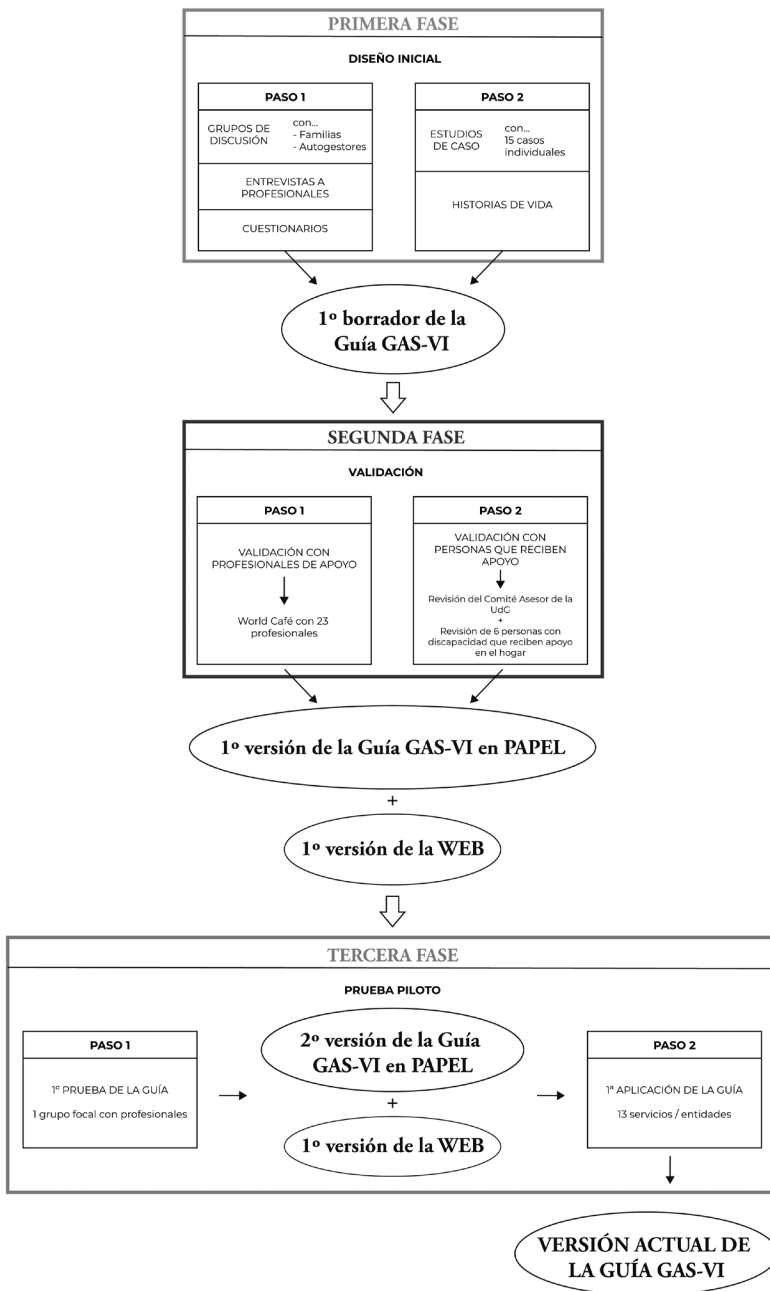 PRIMERA FASE
DISEÑO INICIAL
PASO 1
GRUPOS DE
DISCUSIÓN
con...
- Familias
- Autogestores
ENTREVISTAS A
PROFESIONALES
CUESTIONARIOS
PASO 2
ESTUDIOS
DE CASO
con...
15 casos
individuales
HISTORIAS DE VIDA
1º borrador de la
Guía GAS-VI
SEGUNDA FASE
VALIDACIÓN
PASO 1
VALIDACIÓN CON
PROFESIONALES DE APOYO
World Café con 23
profesionales
PASO 2
VALIDACIÓN CON
PERSONAS QUE RECIBEN
APOYO
Revisión del Comité Asesor de la
UdG
+
Revisión de 6 personas con
discapacidad que reciben apoyo
en el hogar
1º versión de la Guía GAS-VI en PAPEL
+
1º versión de la WEB
TERCERA FASE
PRUEBA PILOTO
PASO 1
1º PRUEBA DE LA GUÍA
1 grupo focal con profesionales
2º versión de la Guía
GAS-VI en PAPEL
+
1º versión de la WEB
PASO 2
1ª APLICACIÓN DE LA GUÍA
13 servicios / entidades
VERSIÓN ACTUAL DE
LA GUÍA GAS-VI